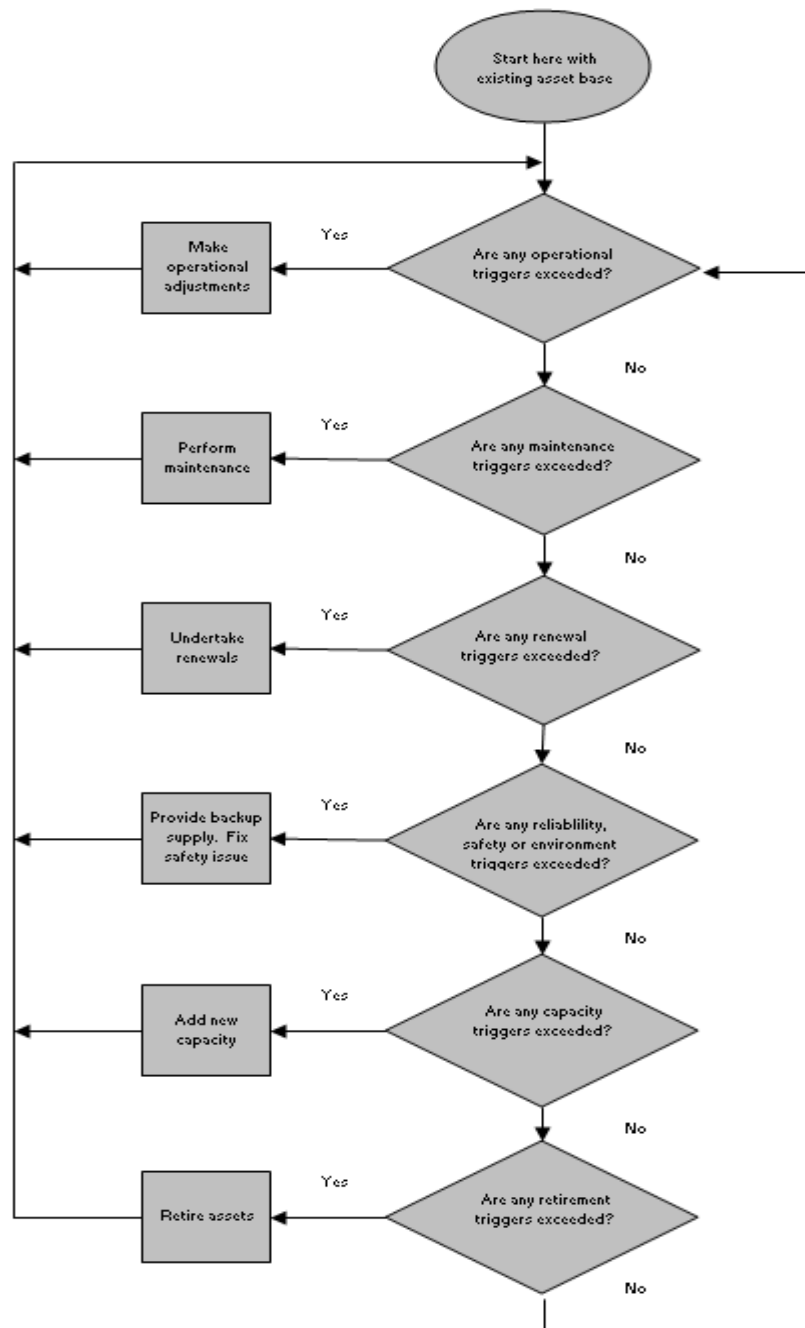 Start here with
existing asset base
Are any operational
triggers exceeded?
Yes
Make
operational
adjustments
No
Are any maintenance
triggers exceeded?
Yes
Perform
maintenance
No
Are any renewal
triggers exceeded?
Yes
Undertake
renewals
No
Are any reliablility,
safety or environment
triggers exceeded?
Yes
Provide backup
supply. Fix
safety issue
No
Are any capacity
triggers exceeded?
Yes
Add new
capacity
No
Are any retirement
triggers exceeded?
Yes
Retire assets
No